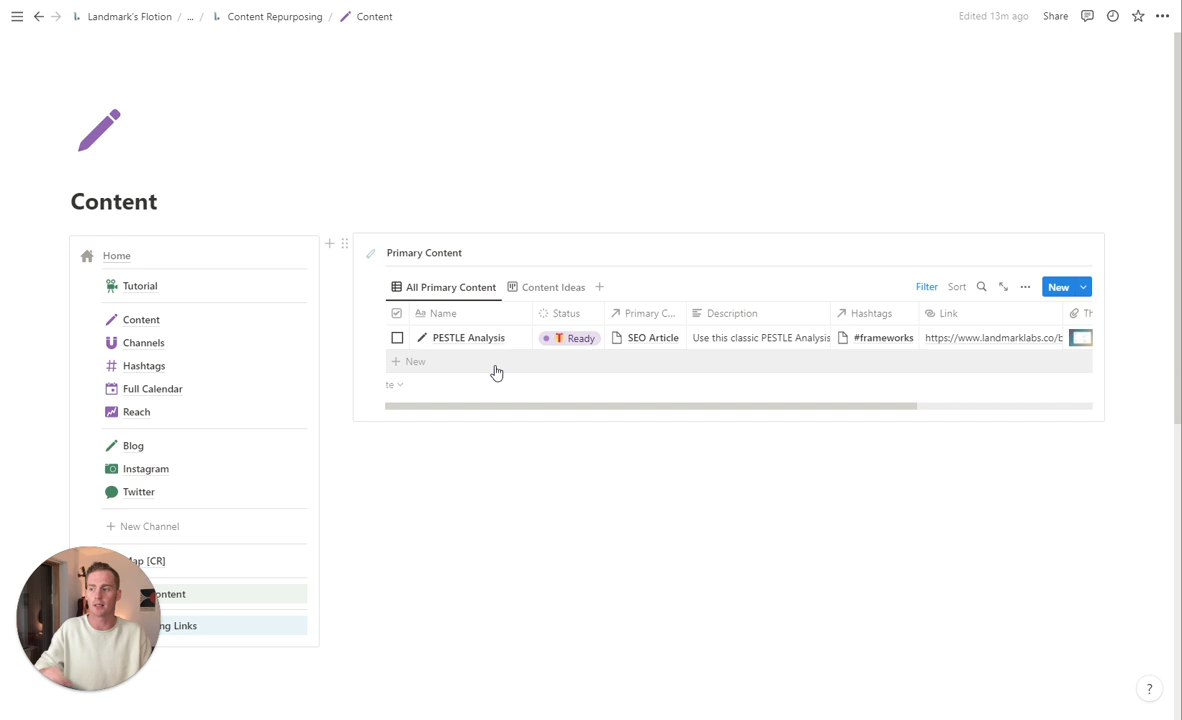 Landmark's Flotion / ... / Content Repurposing / Content
Edited 13m ago Share
Content
Home
Tutorial
Content
Channels
Hashtags
Full Calendar
Reach
Blog
Instagram
Twitter
+ New Channel
[CR]
ontent
ng Links
Primary Content
All Primary Content Content Ideas +
Filter Sort New
Aa Name Status Primary C... Description Hashtags Link Th
PESTLE Analysis T Ready SEO Article Use this classic PESTLE Analysis #frameworks https://www.landmarklabs.co/b
+ New
te
?